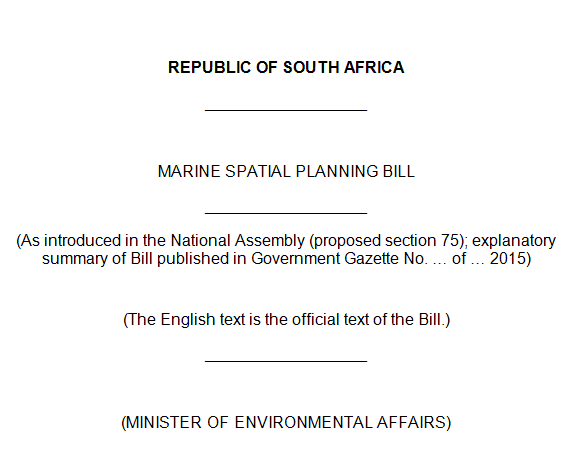 REPUBLIC OF SOUTH AFRICA
MARINE SPATIAL PLANNING BILL
(As introduced in the National Assembly (proposed section 75); explanatory
summary of Bill published in Government Gazette No. ... of ... 2015)
(The English text is the official text of the Bill.)
(MINISTER OF ENVIRONMENTAL AFFAIRS)